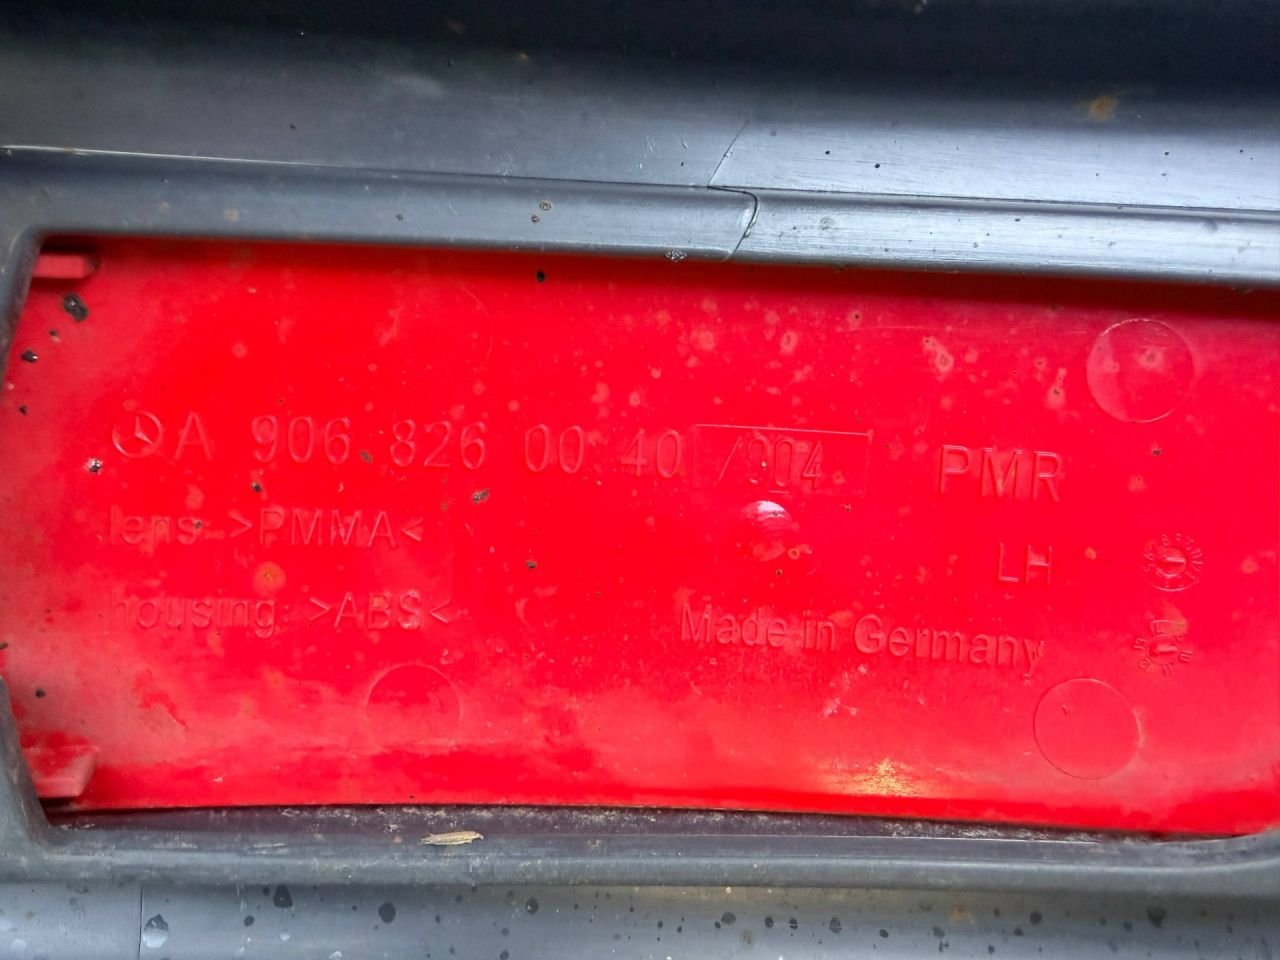 A 906 826 00 40 /004 PMR
lens >PMMA<
LH
housing >ABS<
Made in Germany